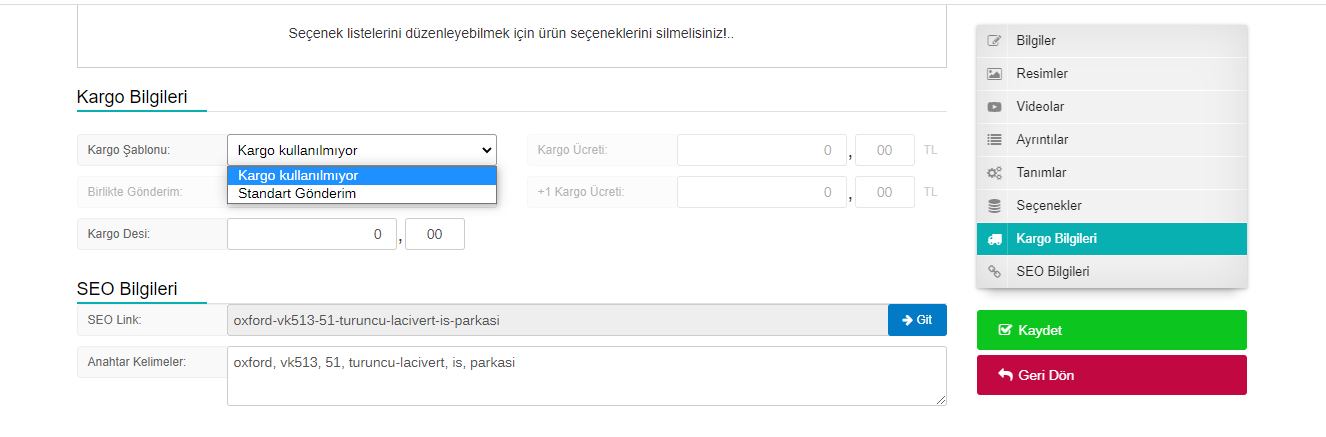 Seçenek listelerini düzenleyebilmek için ürün seçeneklerini silmelisiniz!..
Kargo Bilgileri
Kargo Şablonu:
Kargo kullanılmıyor
Kargo kullanılmıyor
Standart Gönderim
Kargo Ücreti:
0 , 00 TL
Birlikte Gönderim:
+1 Kargo Ücreti:
0 , 00 TL
Kargo Desi:
0 , 00
SEO Bilgileri
SEO Link:
oxford-vk513-51-turuncu-lacivert-is-parkasi
Git
Anahtar Kelimeler:
oxford, vk513, 51, turuncu-lacivert, is, parkasi
Bilgiler
Resimler
Videolar
Ayrıntılar
Tanımlar
Seçenekler
Kargo Bilgileri
SEO Bilgileri
Kaydet
Geri Dön